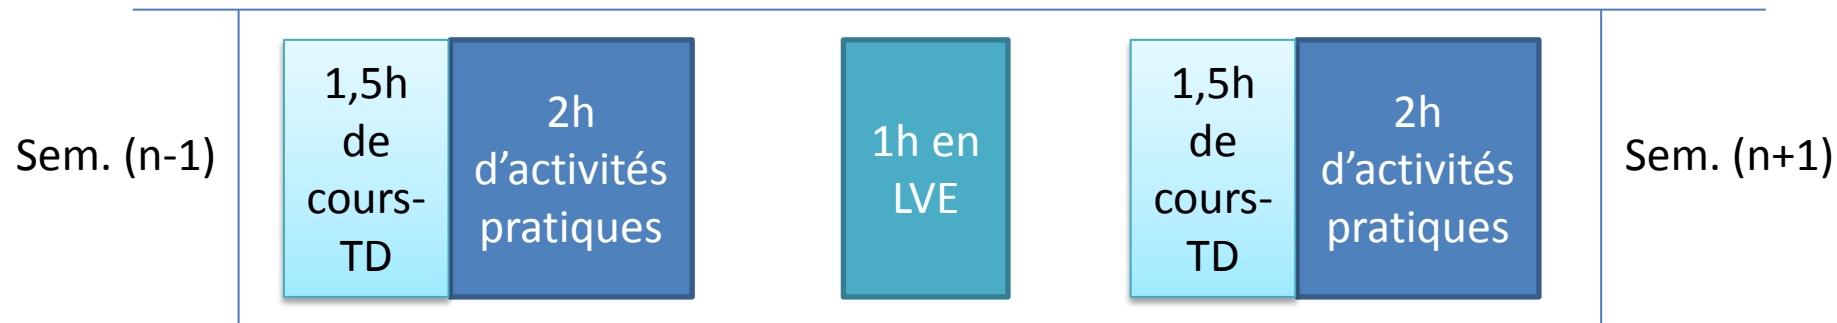 Sem. (n-1)
1,5h
de
cours-
TD
2h
d’activités
pratiques
1h en
LVE
1,5h
de
cours-
TD
2h
d’activités
pratiques
Sem. (n+1)